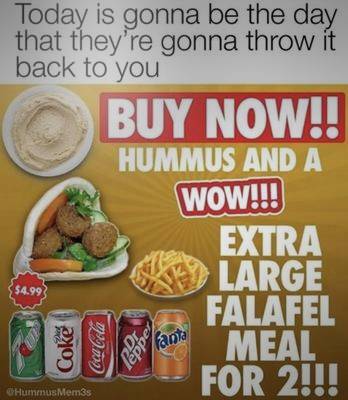 Today is gonna be the day
that they're gonna throw it
back to you
BUY NOW!!
HUMMUS AND A
WOW!!!
EXTRA
LARGE
FALAFEL
MEAL
FOR 2!!!
$4.99
7UP
Diet
Coke
Coca-Cola
Dr Pepper
Fanta
@HummusMem3s